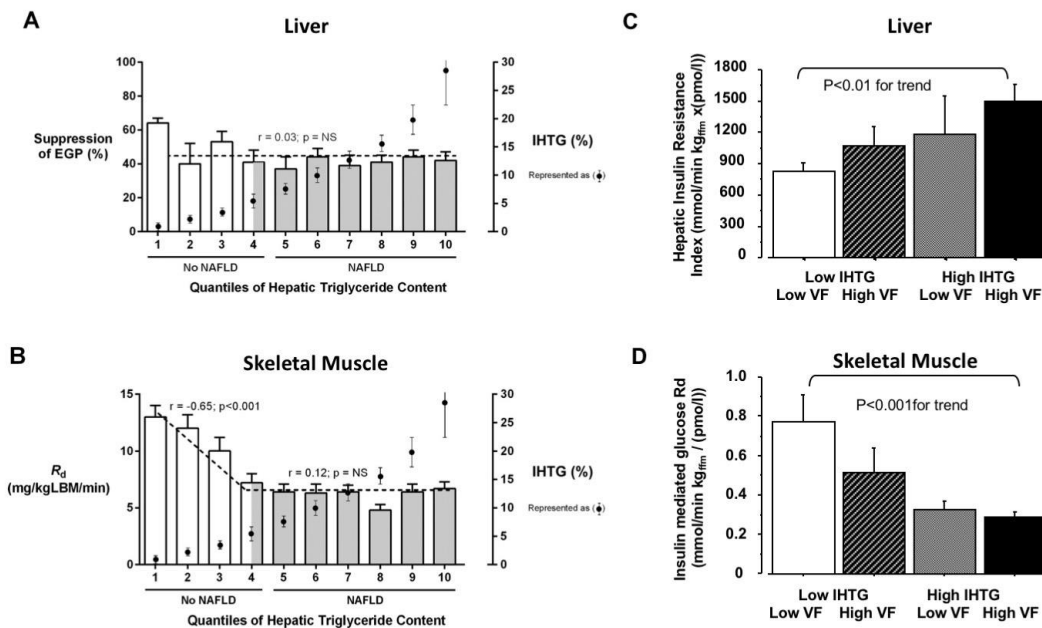 A
Liver
100
80
60
40
20
0
Suppression
of EGP (%)
r = 0.03; p = NS
30
25
20
15
10
5
0
IHTG (%)
Represented as (●)
1 2 3 4 5 6 7 8 9 10
No NAFLD NAFLD
Quantiles of Hepatic Triglyceride Content
B
Skeletal Muscle
15
10
5
0
Rd
(mg/kgLBM/min)
r = -0.65; p<0.001
r = 0.12; p = NS
30
25
20
15
10
5
0
IHTG (%)
Represented as (●)
1 2 3 4 5 6 7 8 9 10
No NAFLD NAFLD
Quantiles of Hepatic Triglyceride Content
C
Liver
Hepatic Insulin Resistance
Index (mmol/min kgffm x(pmol/l))
1800
1500
1200
900
600
300
0
P<0.01 for trend
Low IHTG High IHTG
Low VF High VF Low VF High VF
D
Skeletal Muscle
Insulin mediated glucose Rd
(mmol/min kgffm / (pmol/l))
1.0
0.8
0.6
0.4
0.2
0
P<0.001for trend
Low IHTG High IHTG
Low VF High VF Low VF High VF